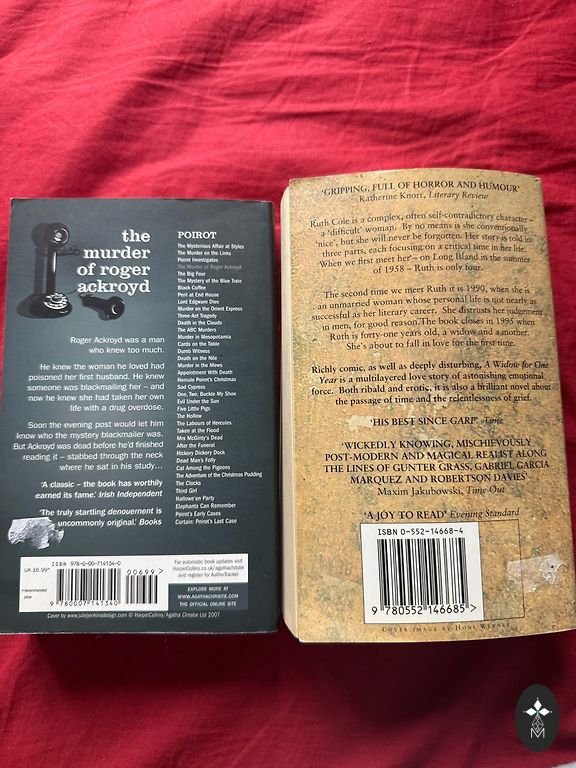 the
murder
of roger
ackroyd
Roger Ackroyd was a man
who knew too much.
He knew the woman he loved had
poisoned her first husband. He knew
someone was blackmailing her – and
now he knew she had taken her own
life with a drug overdose.
Soon the evening post would let him
know who the mystery blackmailer was.
But Ackroyd was dead before he'd finished
reading it – stabbed through the neck
where he sat in his study...
'A classic – the book has worthily
earned its fame.' Irish Independent
'The truly startling denouement is
uncommonly original.' Books
POIROT
The Mysterious Affair at Styles
The Murder on the Links
Poirot Investigates
The Murder of Roger Ackroyd
The Big Four
The Mystery of the Blue Train
Black Coffee
Peril at End House
Lord Edgware Dies
Murder on the Orient Express
Three-Act Tragedy
Death in the Clouds
The ABC Murders
Murder in Mesopotamia
Cards on the Table
Dumb Witness
Death on the Nile
Murder in the Mews
Appointment With Death
Hercule Poirot's Christmas
Sad Cypress
One, Two, Buckle My Shoe
Evil Under the Sun
Five Little Pigs
The Hollow
The Labours of Hercules
Taken at the Flood
Mrs McGinty's Dead
After the Funeral
Hickory Dickory Dock
Dead Man's Folly
Cat Among the Pigeons
The Adventure of the Christmas Pudding
The Clocks
Third Girl
Hallowe'en Party
Elephants Can Remember
Poirot's Early Cases
Curtain: Poirot's Last Case
UK £6.99*
*recommended
price
ISBN 978-0-00-714134-0
00699>
9 780007 141340
For automatic book updates visit
HarperCollins.co.uk/agathachristie
and register for AuthorTracker
EXPLORE MORE AT
WWW.AGATHACHRISTIE.COM
THE OFFICIAL ONLINE SITE
Cover by www.juliejenkinsdesign.com © HarperCollins/Agatha Christie 2007
'GRIPPING, FULL OF HORROR AND HUMOUR'
Katherine Knorr, Literary Review
Ruth Cole is a complex, often self-contradictory character –
a 'difficult' woman. By no means is she conventionally
'nice', but she will never be forgotten. Her story is told in
three parts, each focusing on a critical time in her life.
When we first meet her – on Long Island in the summer
of 1958 – Ruth is only four.
The second time we meet Ruth it is 1990, when she is
an unmarried woman whose personal life is not nearly as
successful as her literary career. She distrusts her judgement
in men, for good reason. The book closes in 1995 when
Ruth is forty-one years old, a widow and a mother.
She's about to fall in love for the first time.
Richly comic, as well as deeply disturbing, A Widow for One
Year is a multilayered love story of astonishing emotional
force. Both ribald and erotic, it is also a brilliant novel about
the passage of time and the relentlessness of grief.
'HIS BEST SINCE GARP' Time
'WICKEDLY KNOWING, MISCHIEVOUSLY
POST-MODERN AND MAGICAL REALIST ALONG
THE LINES OF GUNTER GRASS, GABRIEL GARCIA
MARQUEZ AND ROBERTSON DAVIES'
Maxim Jakubowski, Time Out
'A JOY TO READ' Evening Standard
ISBN 0-552-14668-4
9 780552 146685 >
COVER IMAGE BY HONI WERNER
M